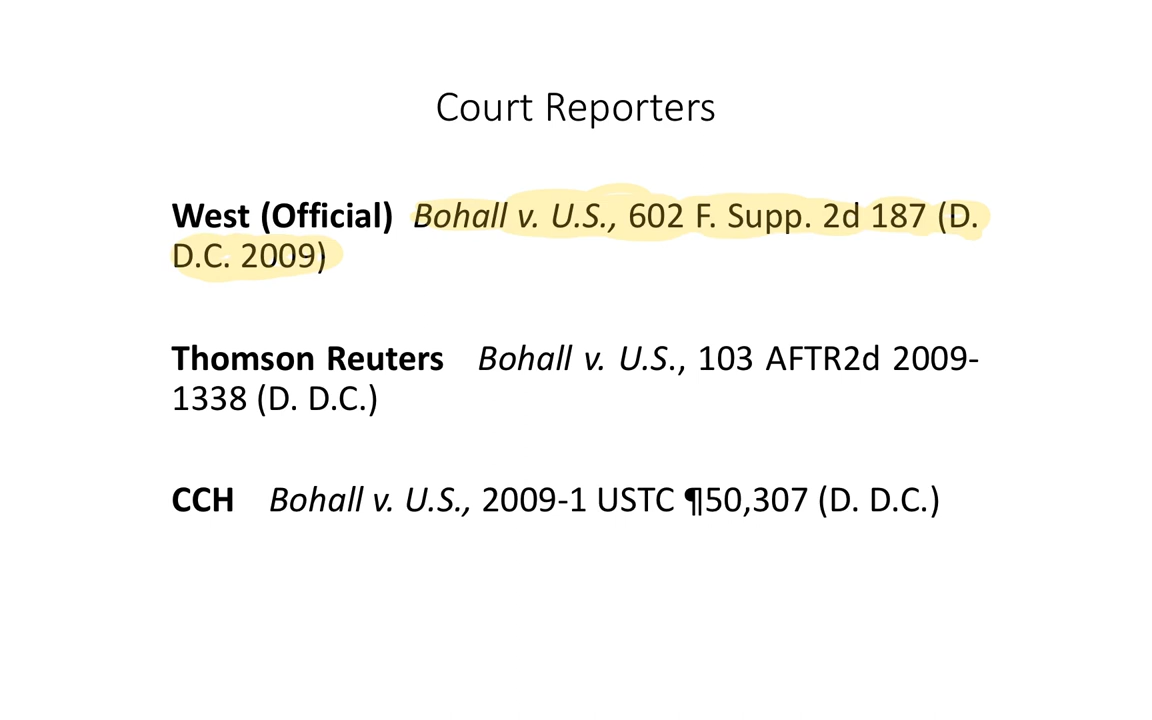 Court Reporters
West (Official) Bohall v. U.S., 602 F. Supp. 2d 187 (D.
D.C. 2009)
Thomson Reuters Bohall v. U.S., 103 AFTR2d 2009-
1338 (D. D.C.)
CCH Bohall v. U.S., 2009-1 USTC ¶50,307 (D. D.C.)